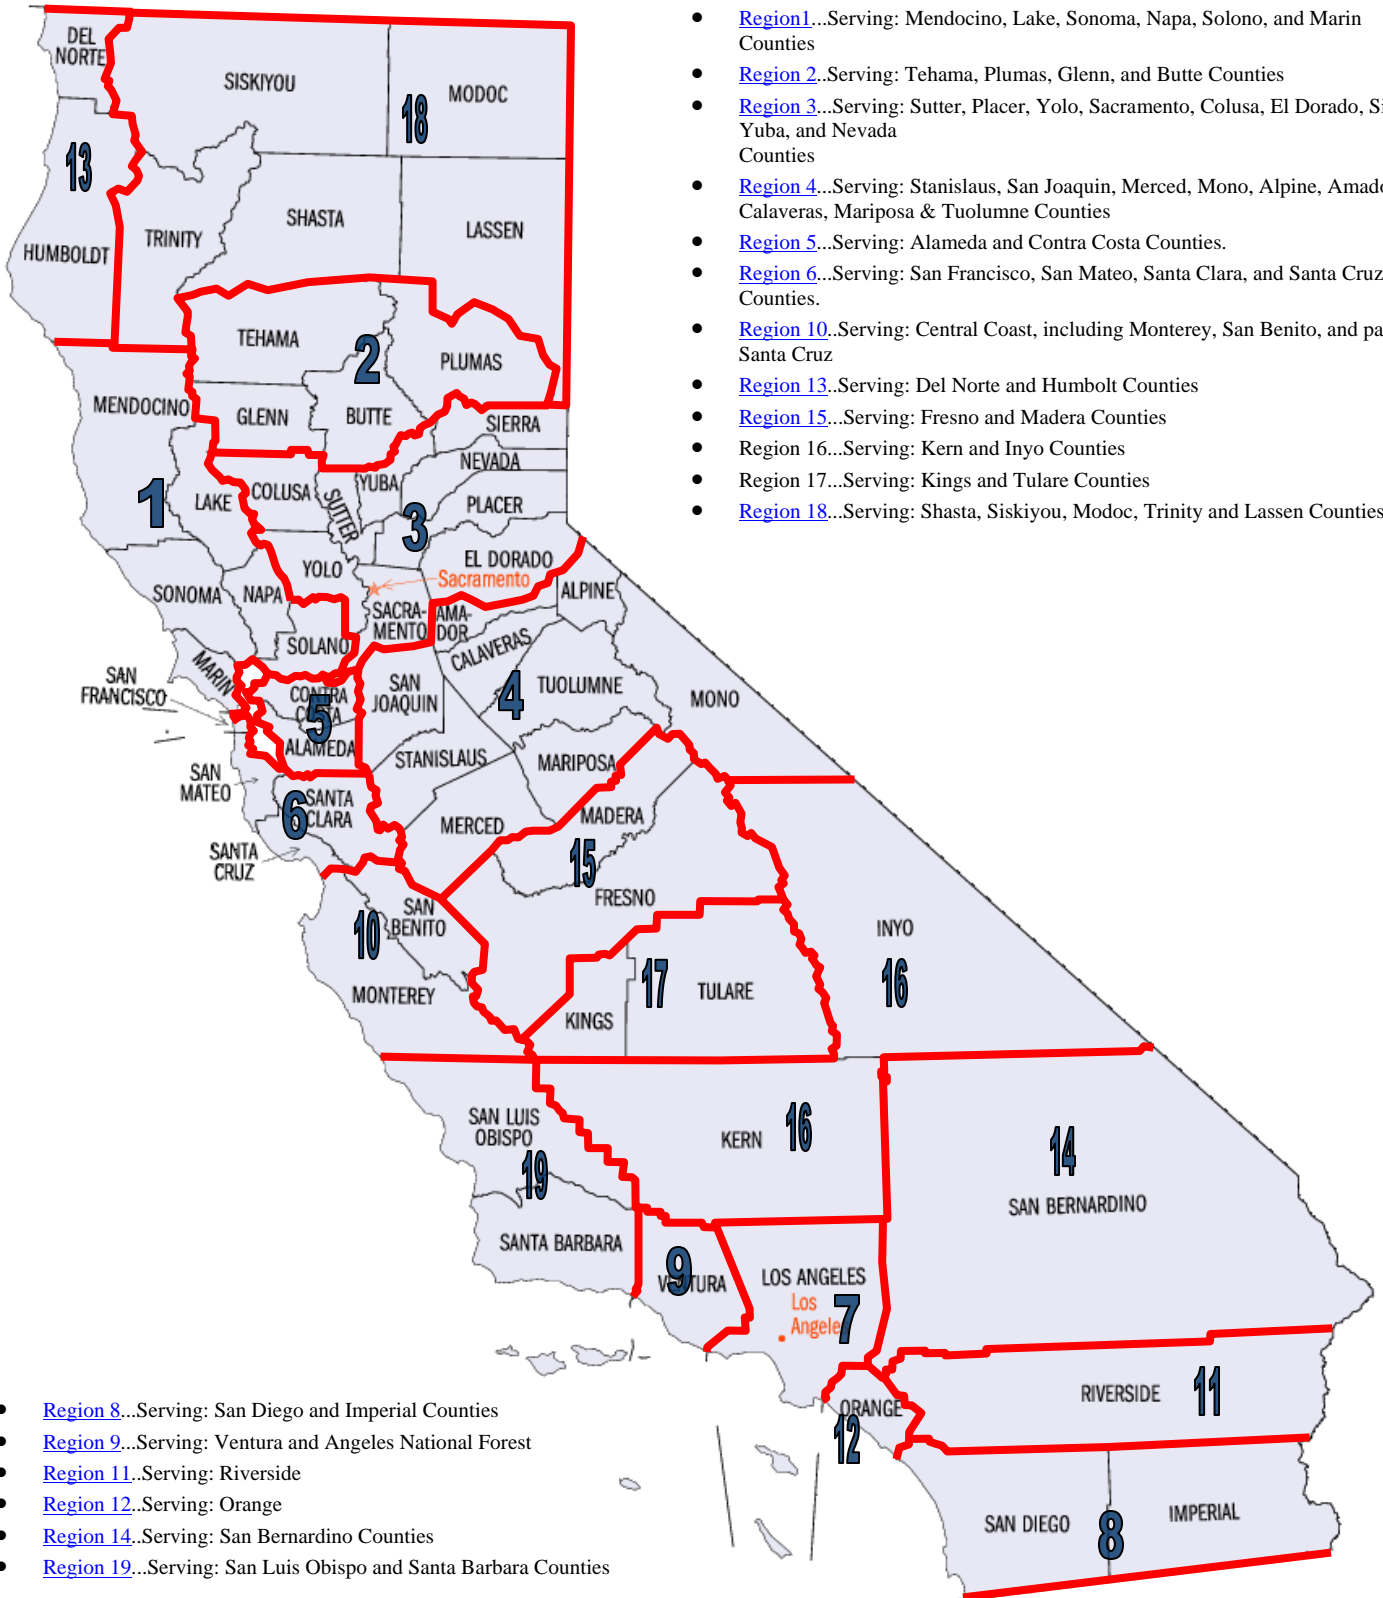 Region1...Serving: Mendocino, Lake, Sonoma, Napa, Solono, and Marin
Counties
Region 2..Serving: Tehama, Plumas, Glenn, and Butte Counties
Region 3...Serving: Sutter, Placer, Yolo, Sacramento, Colusa, El Dorado,
Yuba, and Nevada
Counties
Region 4...Serving: Stanislaus, San Joaquin, Merced, Mono, Alpine,
Calaveras, Mariposa & Tuolumne Counties
Region 5...Serving: Alameda and Contra Costa Counties.
Region 6...Serving: San Francisco, San Mateo, Santa Clara, and Santa Cruz
Counties.
Region 10..Serving: Central Coast, including Monterey, San Benito, and
Santa Cruz
Region 13..Serving: Del Norte and Humbolt Counties
Region 15...Serving: Fresno and Madera Counties
Region 16...Serving: Kern and Inyo Counties
Region 17...Serving: Kings and Tulare Counties
Region 18...Serving: Shasta, Siskiyou, Modoc, Trinity and Lassen Counties
DEL
NORTE
SISKIYOU
MODOC
18
13
HUMBOLDT
TRINITY
SHASTA
LASSEN
TEHAMA
2
PLUMAS
MENDOCINO
GLENN
BUTTE
SIERRA
NEVADA
1
LAKE
COLUSA
SUTTER
YUBA
PLACER
3
YOLO
EL DORADO
Sacramento
SONOMA
NAPA
ALPINE
SACRA-
MENTO
AMA-
DOR
SOLANO
CALAVERAS
MARIN
SAN
FRANCISCO
CONTRA
COSTA
5
ALAMEDA
SAN
JOAQUIN
4
TUOLUMNE
MONO
STANISLAUS
MARIPOSA
SAN
MATEO
6
SANTA
CLARA
MERCED
MADERA
SANTA
CRUZ
15
FRESNO
10
SAN
BENITO
INYO
16
MONTEREY
17
TULARE
KINGS
SAN LUIS
OBISPO
KERN
16
14
19
SAN BERNARDINO
SANTA BARBARA
9
VENTURA
LOS ANGELES
Los
Angeles
7
RIVERSIDE
11
ORANGE
12
SAN DIEGO
8
IMPERIAL
Region 8...Serving: San Diego and Imperial Counties
Region 9...Serving: Ventura and Angeles National Forest
Region 11..Serving: Riverside
Region 12..Serving: Orange
Region 14..Serving: San Bernardino Counties
Region 19...Serving: San Luis Obispo and Santa Barbara Counties